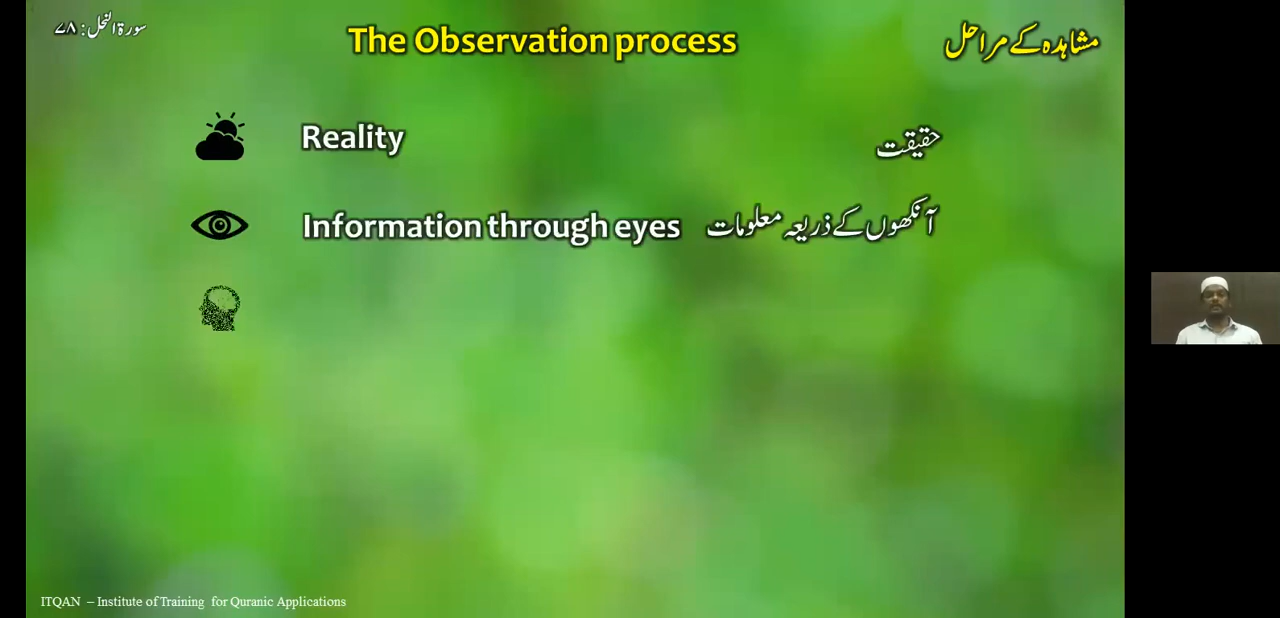 سورۃ النحل: ۷۸
The Observation process
مشاہدہ کے مراحل
Reality
حقیقت
Information through eyes
آنکھوں کے ذریعہ معلومات
ITQAN – Institute of Training for Quranic Applications